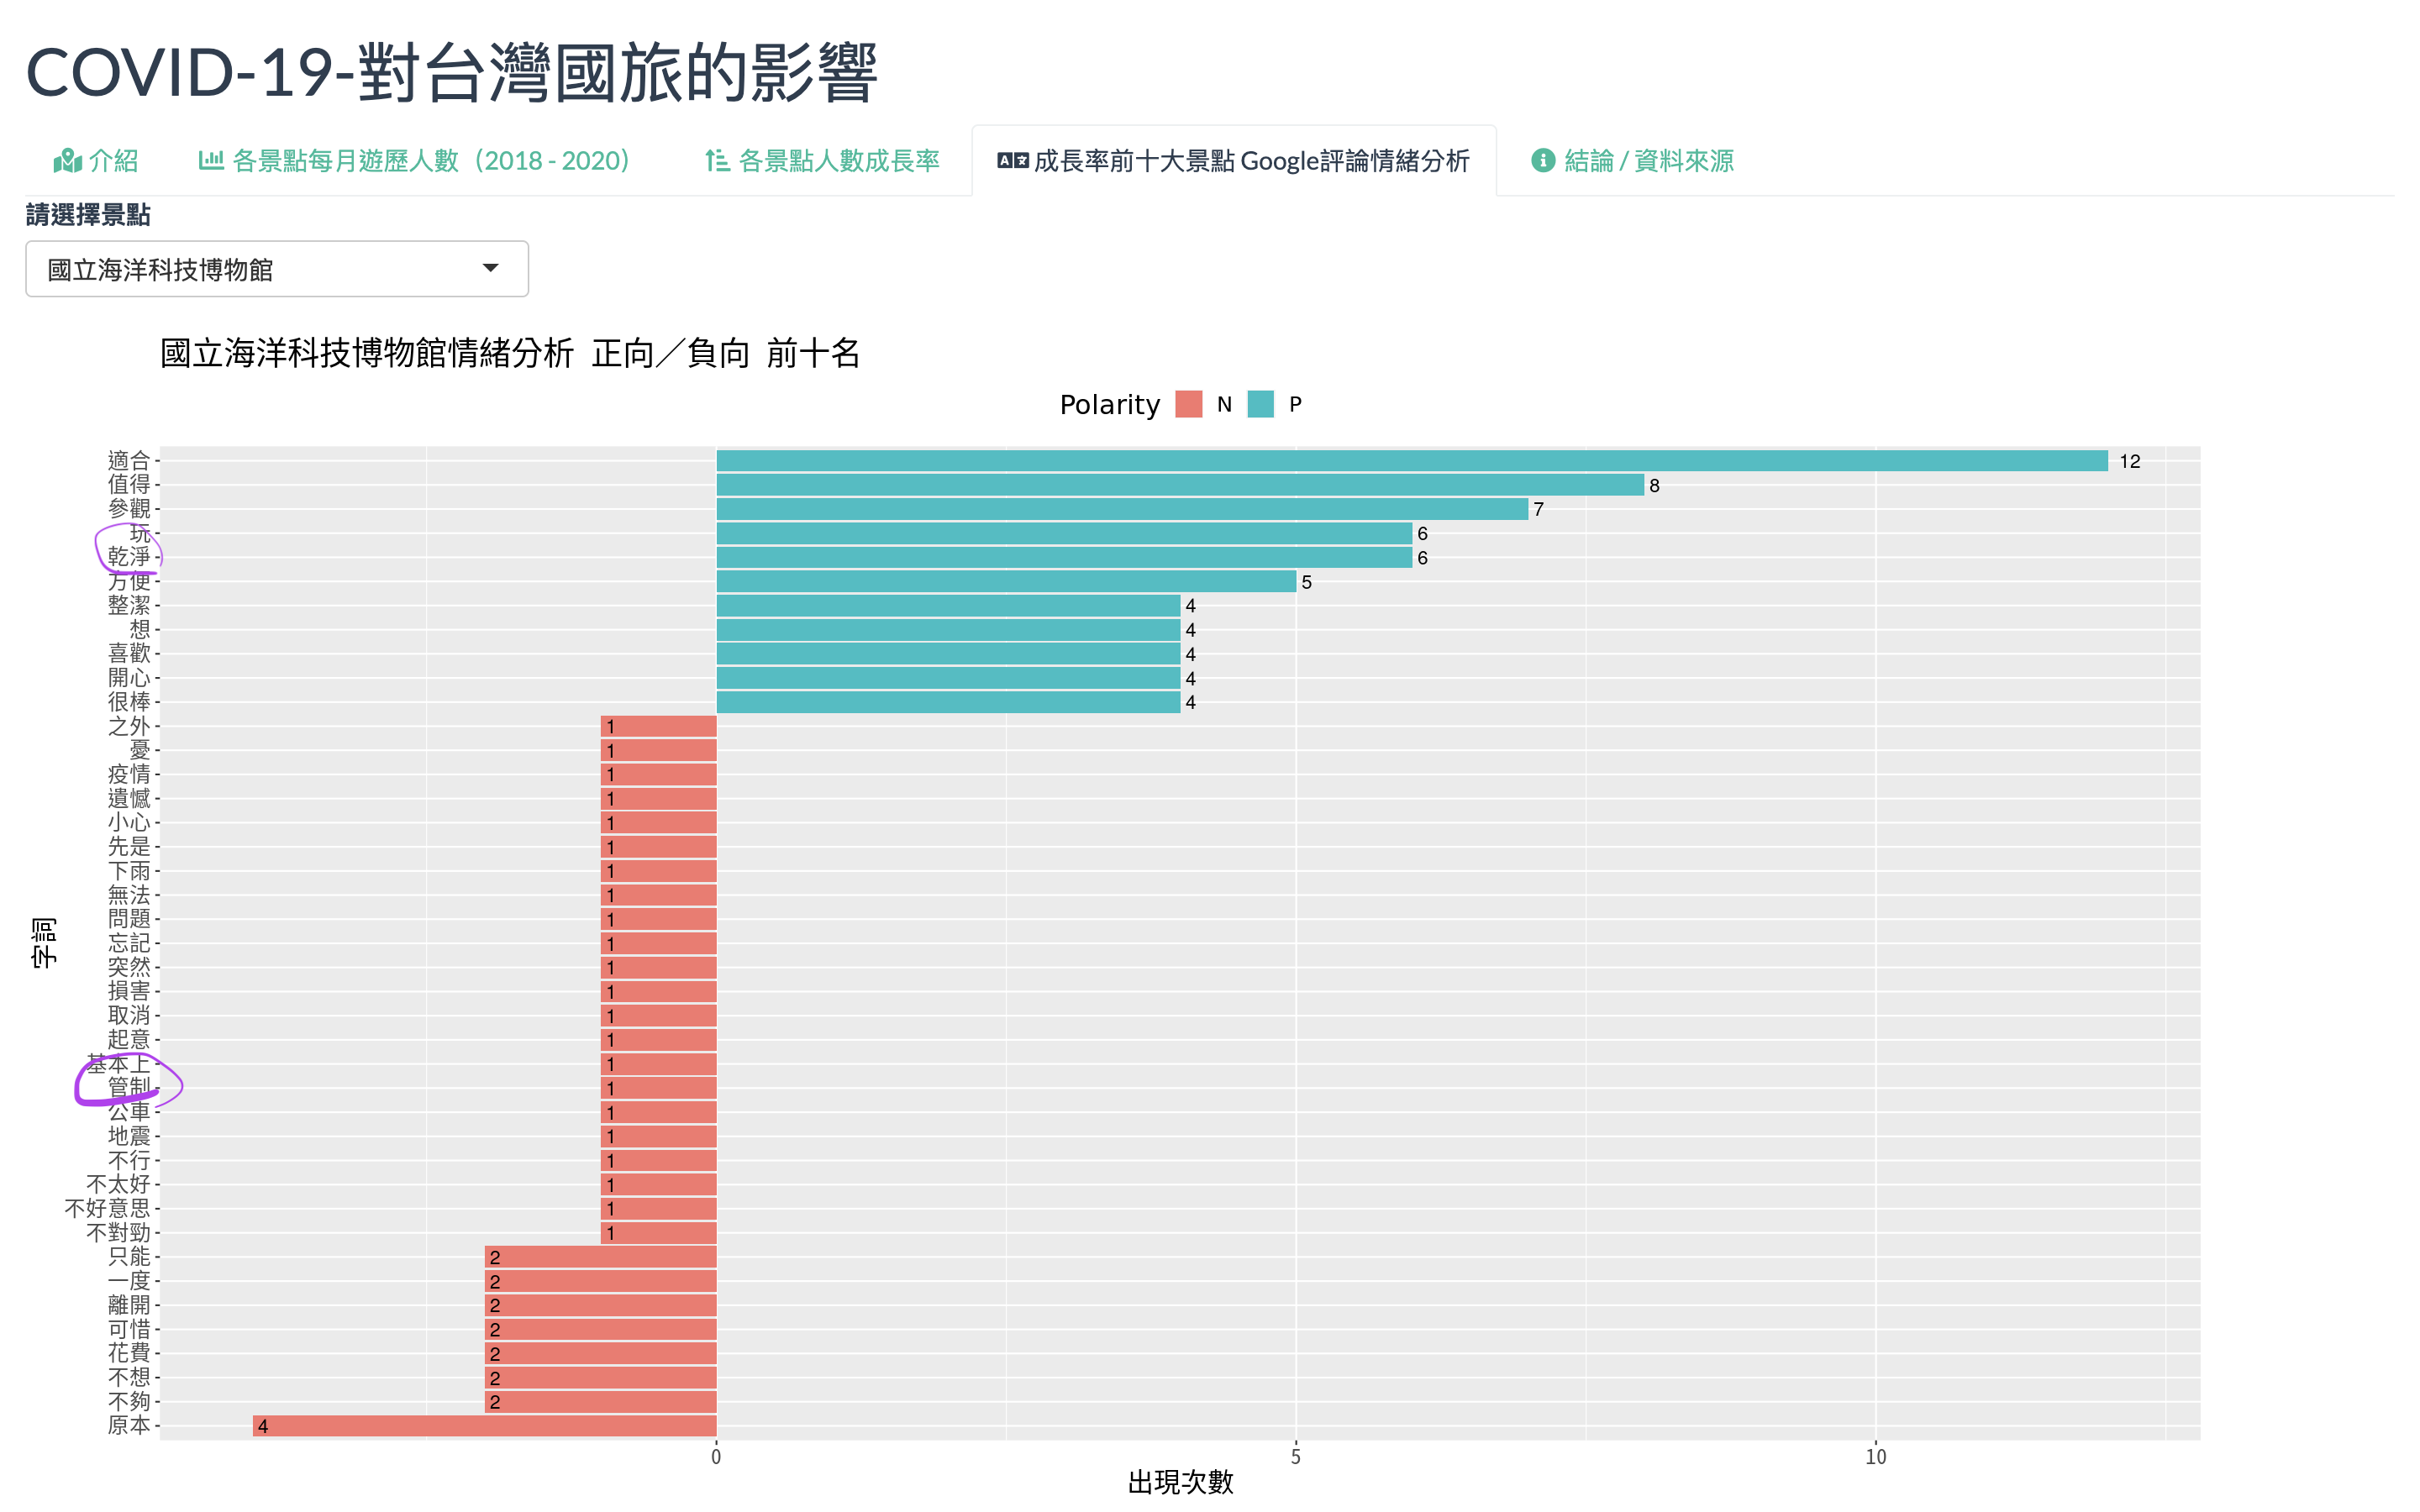 COVID-19-對台灣國旅的影響
介紹
各景點每月遊歷人數（2018 - 2020）
各景點人數成長率
成長率前十大景點 Google評論情緒分析
結論 / 資料來源
請選擇景點
國立海洋科技博物館
國立海洋科技博物館情緒分析 正向／負向 前十名
Polarity N P
適合 12
值得 8
參觀 7
玩 6
乾淨 6
方便 5
整潔 4
想 4
喜歡 4
開心 4
很棒 4
之外 1
憂 1
疫情 1
遺憾 1
小心 1
先是 1
下雨 1
無法 1
問題 1
忘記 1
突然 1
損害 1
取消 1
起意 1
基本上 1
管制 1
公車 1
地震 1
不行 1
不太好 1
不好意思 1
不對勁 1
只能 2
一度 2
離開 2
可惜 2
花費 2
不想 2
不夠 2
原本 4
字詞
0 5 10
出現次數